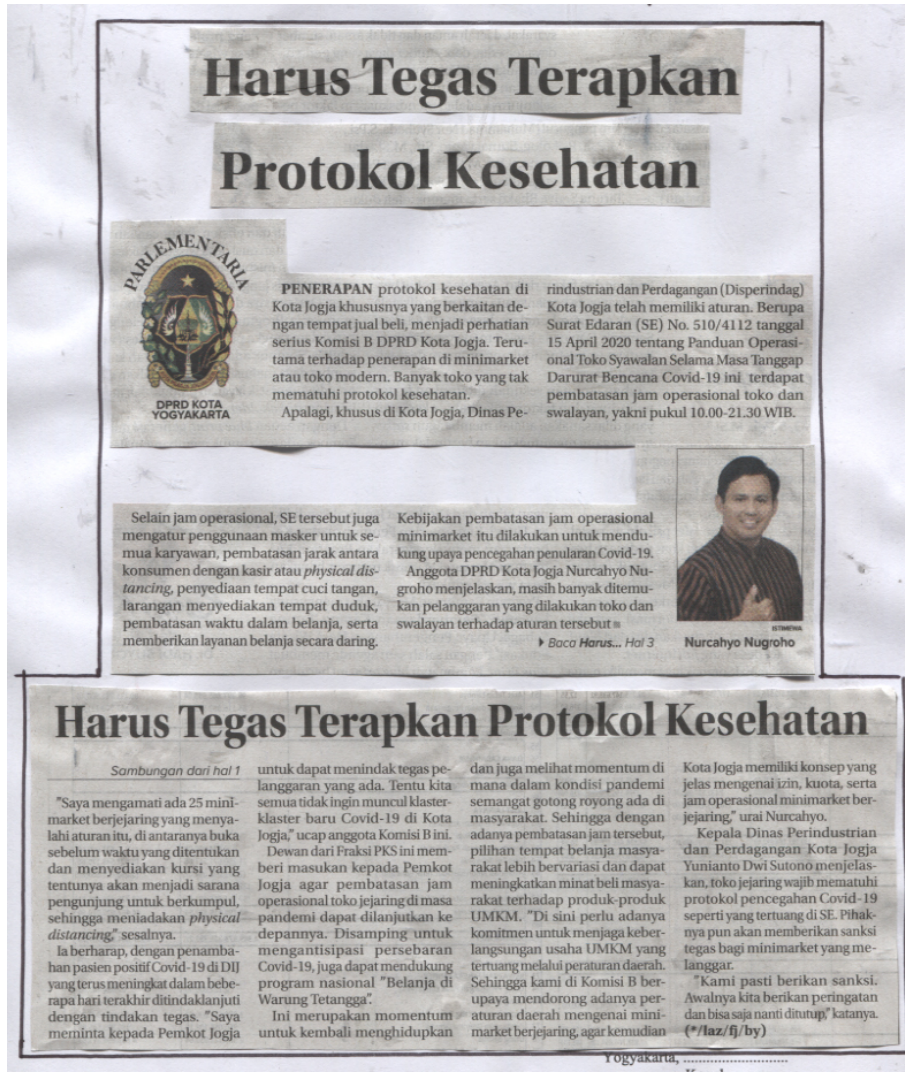 Harus Tegas Terapkan
Protokol Kesehatan
PARLEMENTARIA
DPRD KOTA
YOGYAKARTA
PENERAPAN protokol kesehatan di
Kota Jogja khususnya yang berkaitan de-
ngan tempat jual beli, menjadi perhatian
serius Komisi B DPRD Kota Jogja. Teru-
tama terhadap penerapan di minimarket
atau toko modern. Banyak toko yang tak
mematuhi protokol kesehatan.
Apalagi, khusus di Kota Jogja, Dinas Pe-
rindustrian dan Perdagangan (Disperindag)
Kota Jogja telah memiliki aturan. Berupa
Surat Edaran (SE) No. 510/4112 tanggal
15 April 2020 tentang Panduan Operasi-
onal Toko Syawalan Selama Masa Tanggap
Darurat Bencana Covid-19 ini terdapat
pembatasan jam operasional toko dan
swalayan, yakni pukul 10.00-21.30 WIB.
Selain jam operasional, SE tersebut juga
mengatur penggunaan masker untuk se-
mua karyawan, pembatasan jarak antara
konsumen dengan kasir atau physical dis-
tancing, penyediaan tempat cuci tangan,
larangan menyediakan tempat duduk,
pembatasan waktu dalam belanja, serta
memberikan layanan belanja secara daring.
Kebijakan pembatasan jam operasional
minimarket itu dilakukan untuk mendu-
kung upaya pencegahan penularan Covid-19.
Anggota DPRD Kota Jogja Nurcahyo Nu-
groho menjelaskan, masih banyak ditemu-
kan pelanggaran yang dilakukan toko dan
swalayan terhadap aturan tersebut
Baca Harus... Hal 3
ISTIMEWA
Nurcahyo Nugroho
Harus Tegas Terapkan Protokol Kesehatan
Sambungan dari hal 1
"Saya mengamati ada 25 mini-
market berjejaring yang menya-
lahi aturan itu, di antaranya buka
sebelum waktu yang ditentukan
dan menyediakan kursi yang
tentunya akan menjadi sarana
pengunjung untuk berkumpul,
sehingga meniadakan physical
distancing," sesalnya.
Ia berharap, dengan penamba-
han pasien positif Covid-19 di DIJ
yang terus meningkat dalam bebe-
rapa hari terakhir ditindaklanjuti
dengan tindakan tegas. "Saya
meminta kepada Pemkot Jogja
untuk dapat menindak tegas pe-
langgaran yang ada. Tentu kita
semua tidak ingin muncul klaster-
klaster baru Covid-19 di Kota
Jogja," ucap anggota Komisi B ini.
Dewan dari Fraksi PKS ini mem-
beri masukan kepada Pemkot
Jogja agar pembatasan jam
operasional toko jejaring di masa
pandemi dapat dilanjutkan ke
depannya. Disamping untuk
mengantisipasi persebaran
Covid-19, juga dapat mendukung
program nasional "Belanja di
Warung Tetangga".
Ini merupakan momentum
untuk kembali menghidupkan
dan juga melihat momentum di
mana dalam kondisi pandemi
semangat gotong royong ada di
masyarakat. Sehingga dengan
adanya pembatasan jam tersebut,
pilihan tempat belanja masya-
rakat lebih bervariasi dan dapat
meningkatkan minat beli masya-
rakat terhadap produk-produk
UMKM. "Di sini perlu adanya
komitmen untuk menjaga keber-
langsungan usaha UMKM yang
tertuang melalui peraturan daerah.
Sehingga kami di Komisi B ber-
upaya mendorong adanya per-
aturan daerah mengenai mini-
market berjejaring, agar kemudian
Kota Jogja memiliki konsep yang
jelas mengenai izin, kuota, serta
jam operasional minimarket ber-
jejaring," urai Nurcahyo.
Kepala Dinas Perindustrian
dan Perdagangan Kota Jogja
Yunianto Dwi Sutono menjelas-
kan, toko jejaring wajib mematuhi
protokol pencegahan Covid-19
seperti yang tertuang di SE. Pihak-
nya pun akan memberikan sanksi
tegas bagi minimarket yang me-
langgar.
"Kami pasti berikan sanksi.
Awalnya kita berikan peringatan
dan bisa saja nanti ditutup," katanya.
(*/laz/fj/by)
Yogyakarta, ............................